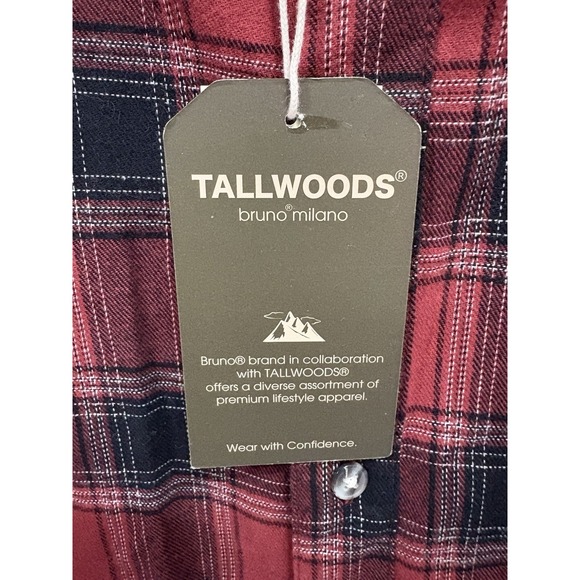 TALLWOODS®
bruno® milano
Bruno® brand in collaboration
with TALLWOODS®
offers a diverse assortment of
premium lifestyle apparel.
Wear with Confidence.